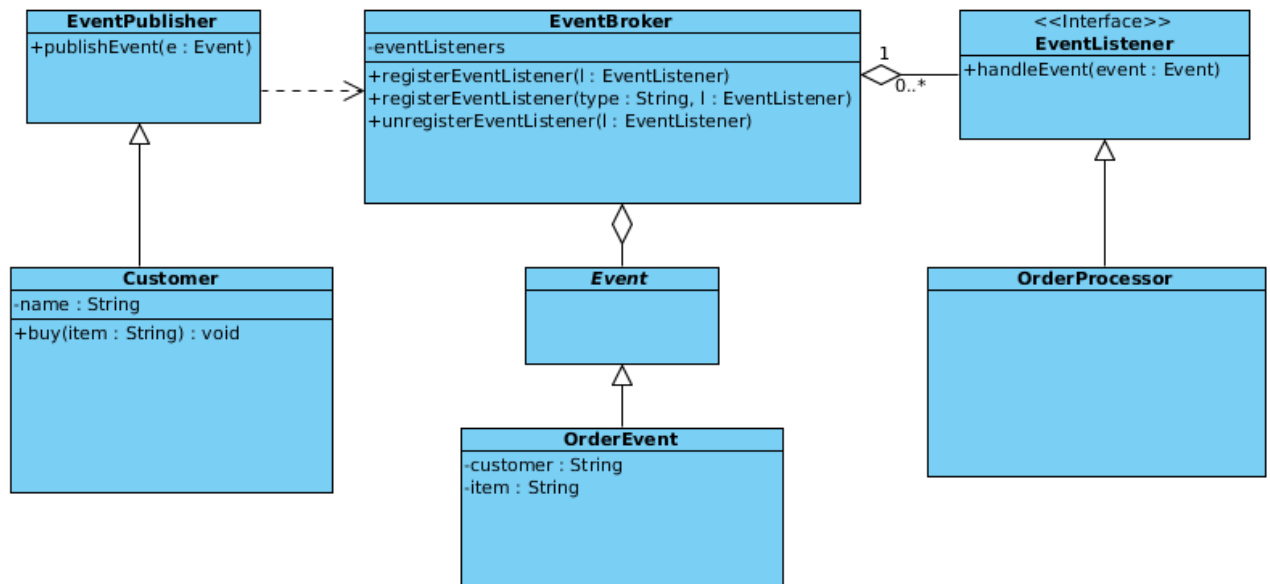 EventPublisher
+publishEvent(e : Event)
EventBroker
-eventListeners
+registerEventListener(l : EventListener)
+registerEventListener(type : String, l : EventListener)
+unregisterEventListener(l : EventListener)
1
0..*
<<Interface>>
EventListener
+handleEvent(event : Event)
Customer
-name : String
+buy(item : String) : void
Event
OrderProcessor
OrderEvent
-customer : String
-item : String